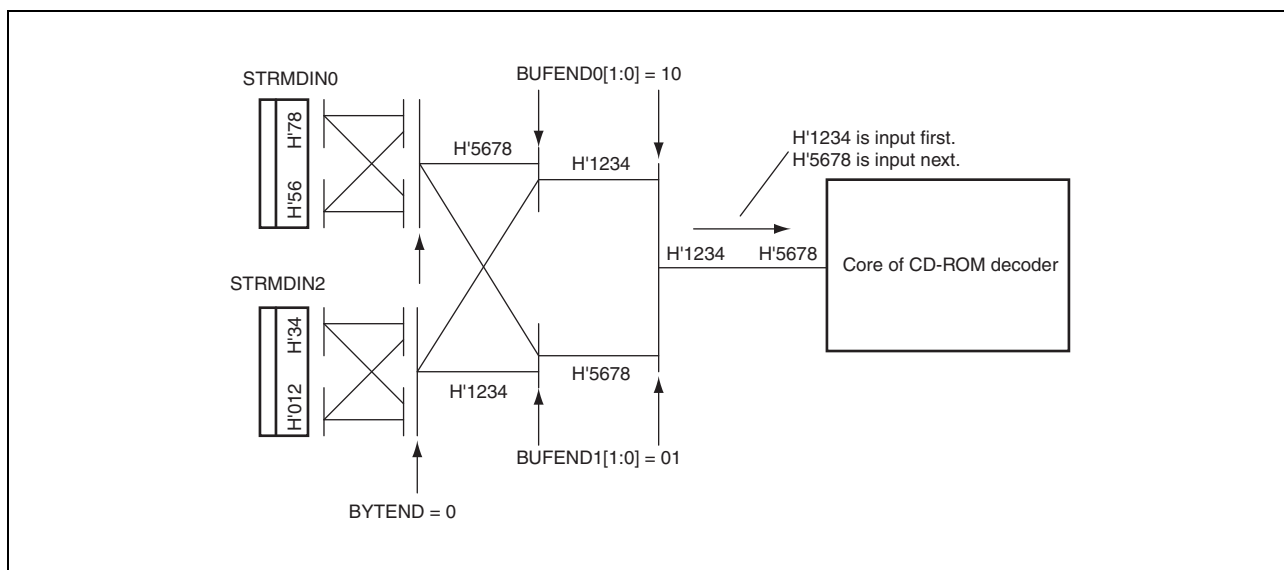 STRMDIN0
H'78
H'56
BUFEND0[1:0] = 10
H'5678
H'1234
H'1234 is input first.
H'5678 is input next.
H'1234
H'5678
Core of CD-ROM decoder
STRMDIN2
H'34
H'012
H'1234
H'5678
BUFEND1[1:0] = 01
BYTEND = 0